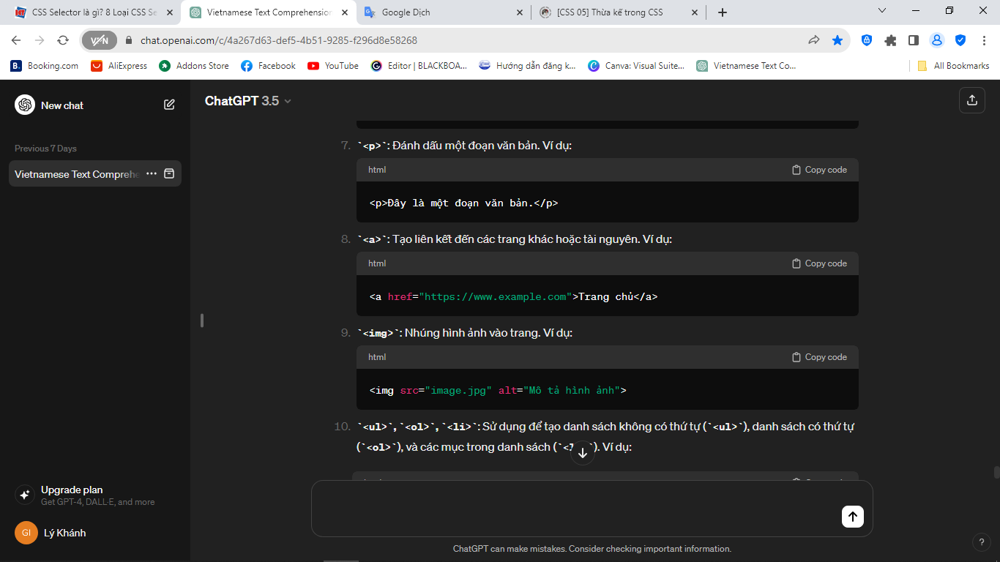 CSS Selector là gì? 8 Loại CSS Se
Vietnamese Text Comprehension
Google Dịch
[CSS 05] Thừa kế trong CSS
VPN
chat.openai.com/c/4a267d63-def5-4b51-9285-f296d8e58268
B. Booking.com
AliExpress
Addons Store
Facebook
YouTube
Editor | BLACKBOA...
Hướng dẫn đăng k...
Canva: Visual Suite...
Vietnamese Text Co...
All Bookmarks
New chat
Previous 7 Days
Vietnamese Text Comprehe
Upgrade plan
Get GPT-4, DALL·E, and more
GI
Lý Khánh
ChatGPT 3.5
7. `<p>`: Đánh dấu một đoạn văn bản. Ví dụ:
html
Copy code
<p>Đây là một đoạn văn bản.</p>
8. `<a>`: Tạo liên kết đến các trang khác hoặc tài nguyên. Ví dụ:
html
Copy code
<a href="https://www.example.com">Trang chủ</a>
9. `<img>`: Nhúng hình ảnh vào trang. Ví dụ:
html
Copy code
<img src="image.jpg" alt="Mô tả hình ảnh">
10. `<ul>`, `<ol>`, `<li>`: Sử dụng để tạo danh sách không có thứ tự (`<ul>`), danh sách có thứ tự
(`<ol>`), và các mục trong danh sách (`<l `). Ví dụ:
ChatGPT can make mistakes. Consider checking important information.
?